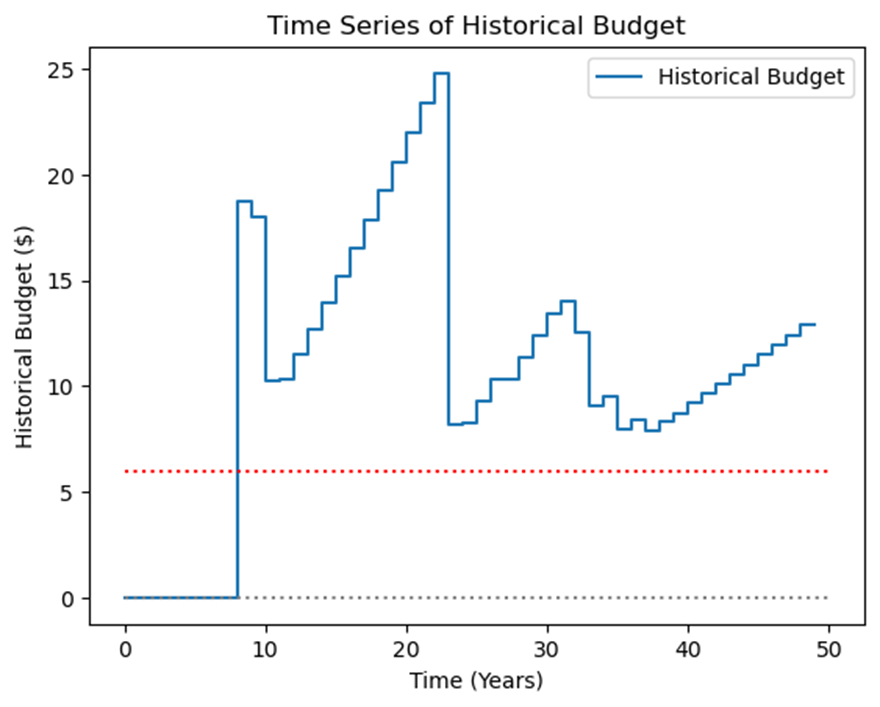 Time Series of Historical Budget
Historical Budget
Historical Budget ($)
25
20
15
10
5
0
0 10 20 30 40 50
Time (Years)